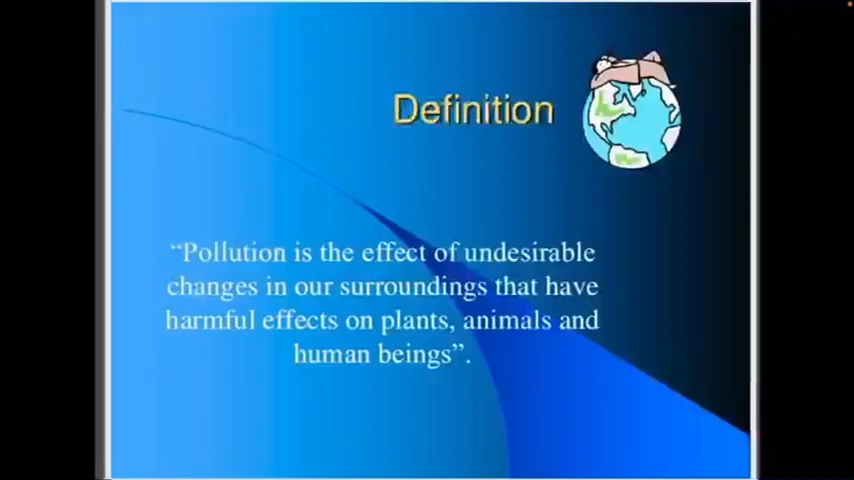 Definition
“Pollution is the effect of undesirable
changes in our surroundings that have
harmful effects on plants, animals and
human beings”.